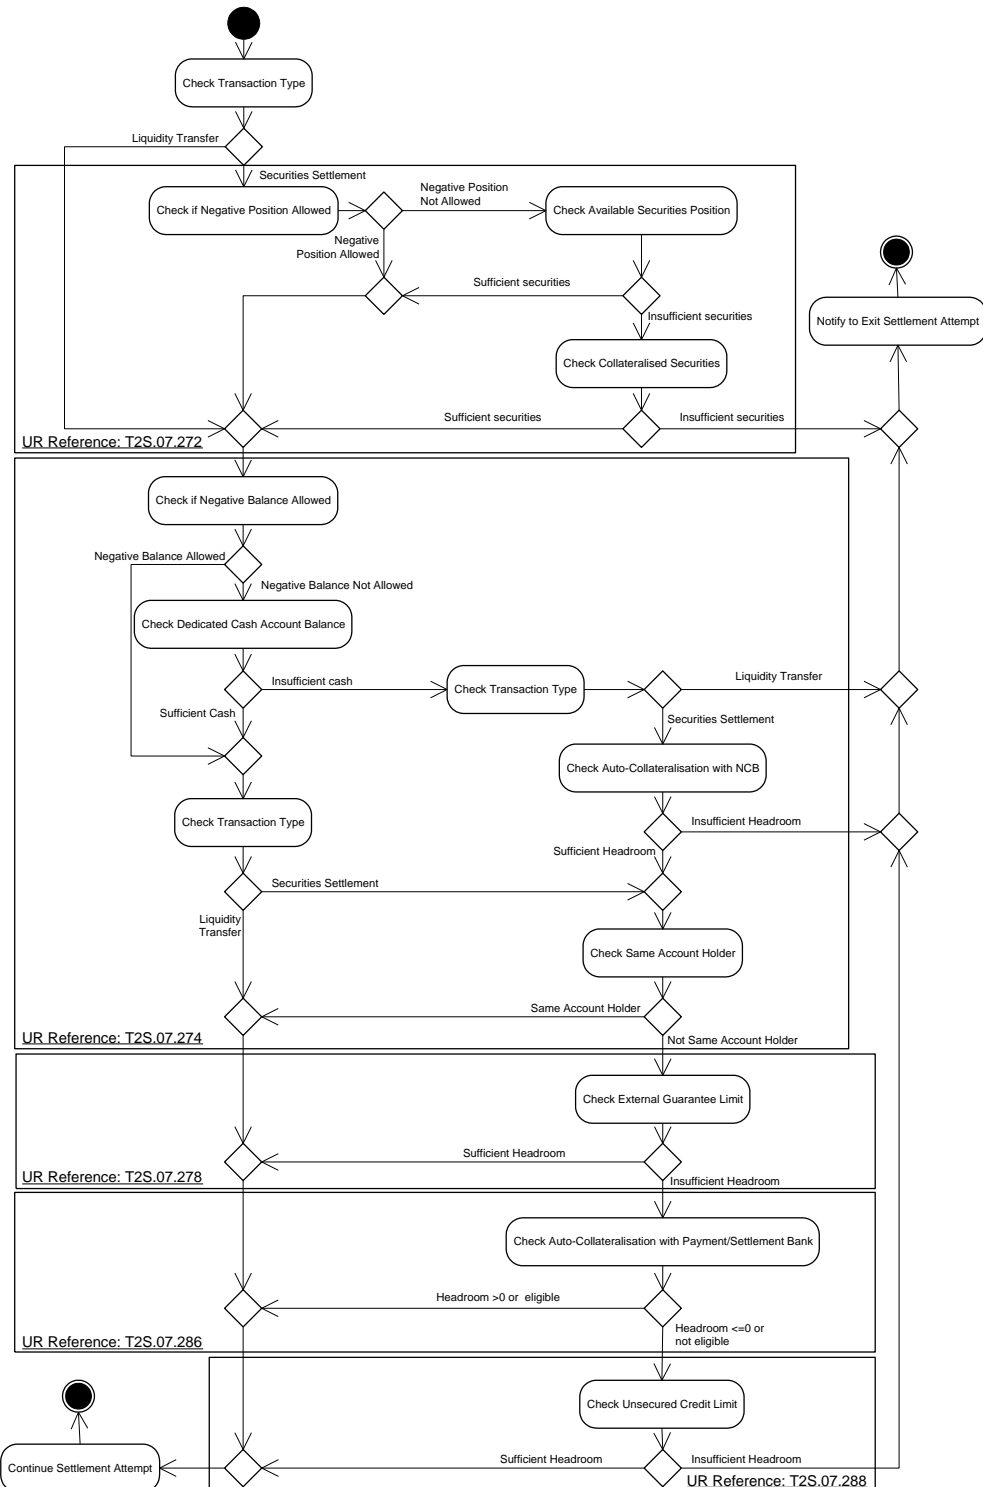 Check Transaction Type
Liquidity Transfer
Securities Settlement
Check if Negative Position Allowed
Negative Position
Not Allowed
Check Available Securities Position
Negative
Position Allowed
Sufficient securities
Insufficient securities
Notify to Exit Settlement Attempt
Check Collateralised Securities
Sufficient securities
Insufficient securities
UR Reference: T2S.07.272
Check if Negative Balance Allowed
Negative Balance Allowed
Negative Balance Not Allowed
Check Dedicated Cash Account Balance
Insufficient cash
Check Transaction Type
Liquidity Transfer
Sufficient Cash
Securities Settlement
Check Auto-Collateralisation with NCB
Check Transaction Type
Insufficient Headroom
Sufficient Headroom
Securities Settlement
Liquidity
Transfer
Check Same Account Holder
Same Account Holder
UR Reference: T2S.07.274
Not Same Account Holder
Check External Guarantee Limit
Sufficient Headroom
UR Reference: T2S.07.278
Insufficient Headroom
Check Auto-Collateralisation with Payment/Settlement Bank
Headroom >0 or eligible
Headroom <=0 or
not eligible
UR Reference: T2S.07.286
Check Unsecured Credit Limit
Continue Settlement Attempt
Sufficient Headroom
Insufficient Headroom
UR Reference: T2S.07.288